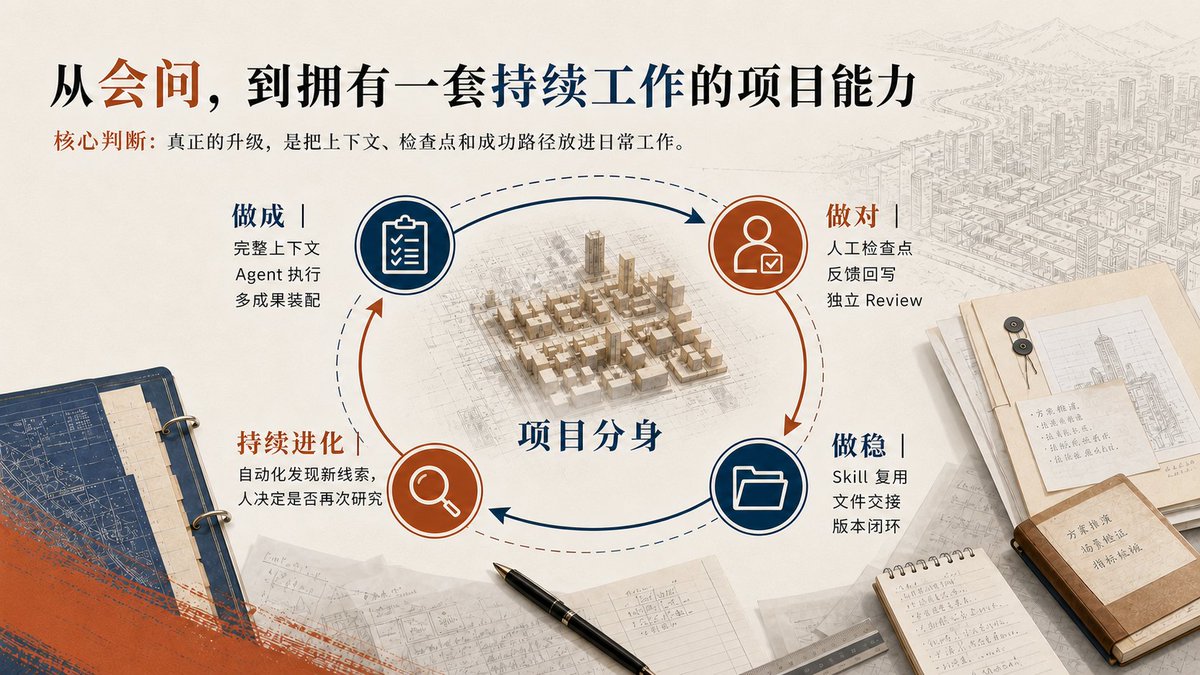 从会问，到拥有一套持续工作的项目能力
核心判断：真正的升级，是把上下文、检查点和成功路径放进日常工作。
做成
完整上下文
Agent 执行
多成果装配
做对
人工检查点
反馈回写
独立 Review
项目分身
持续进化
自动化发现新线索，
人决定是否再次研究
做稳
Skill 复用
文件交接
版本闭环
方案推演